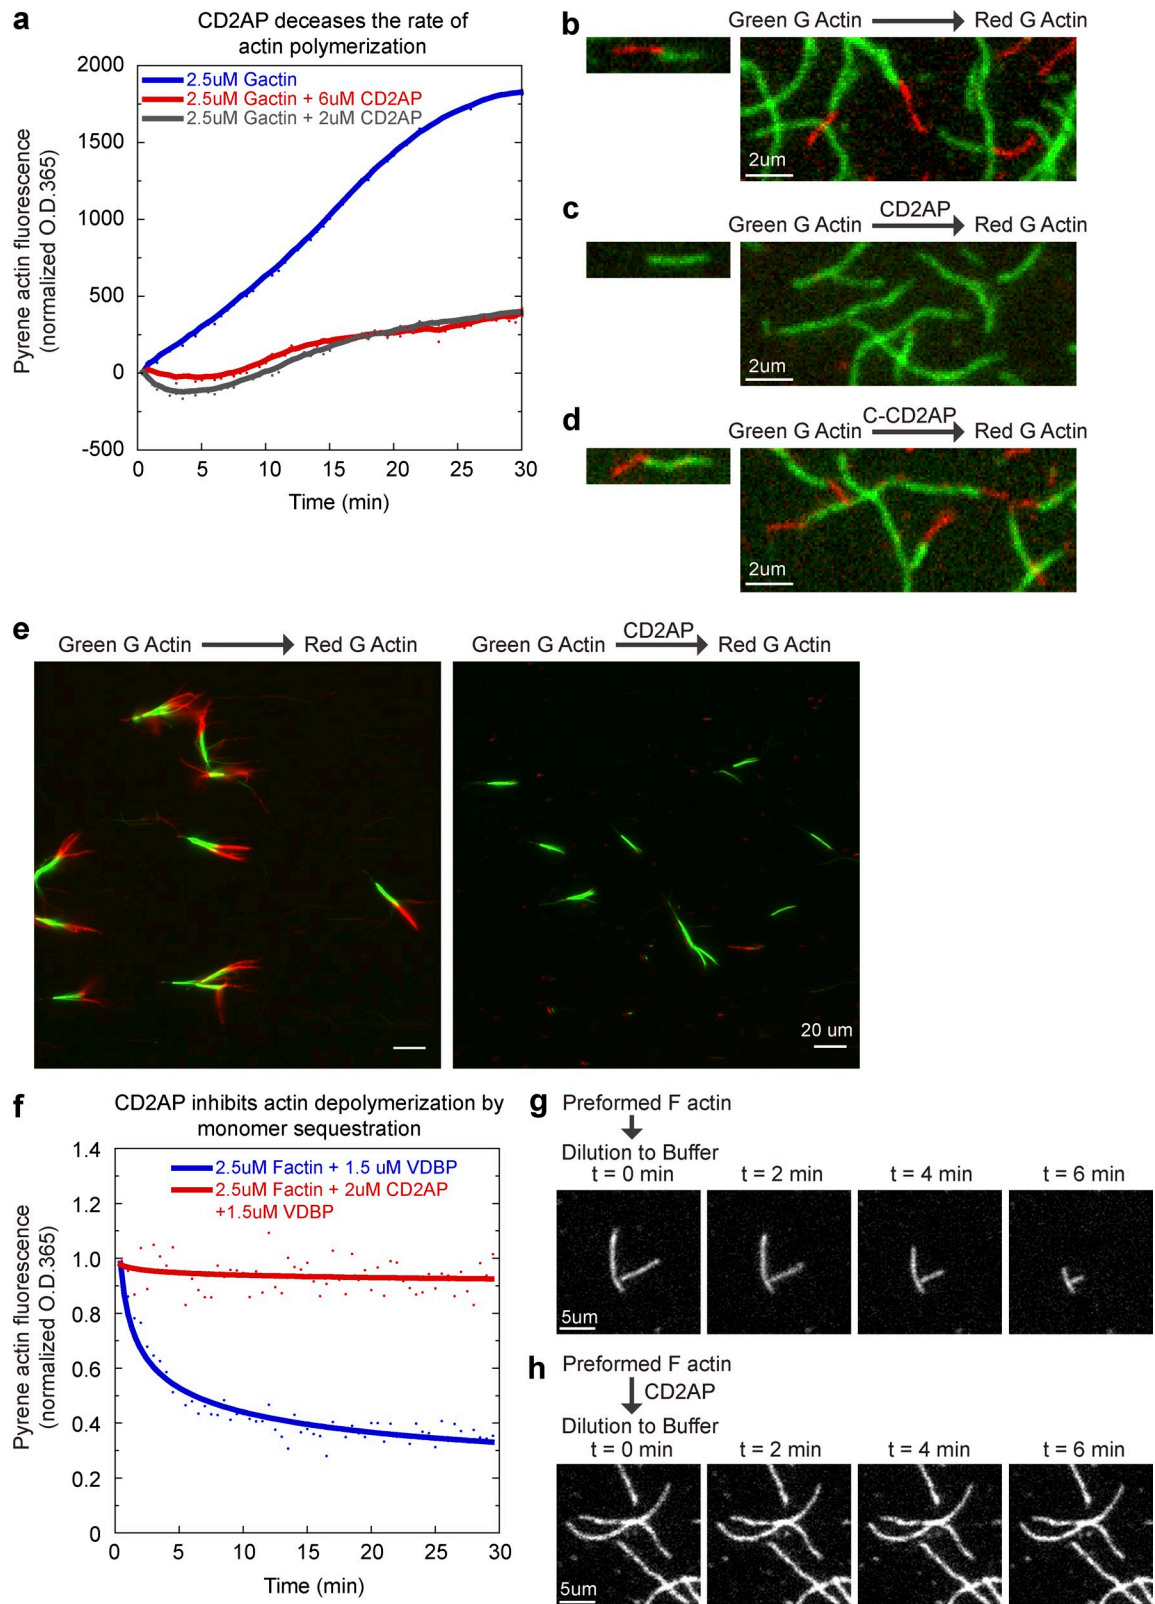 a
CD2AP deceases the rate of
actin polymerization
2000
1500
1000
500
0
-500
2.5uM Gactin
2.5uM Gactin + 6uM CD2AP
2.5uM Gactin + 2uM CD2AP
Pyrene actin fluorescence
(normalized O.D.365)
0 5 10 15 20 25 30
Time (min)
b
Green G Actin Red G Actin
2um
c
CD2AP
Green G Actin Red G Actin
2um
d
C-CD2AP
Green G Actin Red G Actin
2um
e
Green G Actin Red G Actin
CD2AP
Green G Actin Red G Actin
20 um
f
CD2AP inhibits actin depolymerization by
monomer sequestration
1.4
1.2
1.0
0.8
0.6
0.4
0.2
0
2.5uM Factin + 1.5 uM VDBP
2.5uM Factin + 2uM CD2AP
+1.5uM VDBP
Pyrene actin fluorescence
(normalized O.D.365)
0 5 10 15 20 25 30
Time (min)
g
Preformed F actin
Dilution to Buffer
t = 0 min t = 2 min t = 4 min t = 6 min
5um
h
Preformed F actin
CD2AP
Dilution to Buffer
t = 0 min t = 2 min t = 4 min t = 6 min
5um